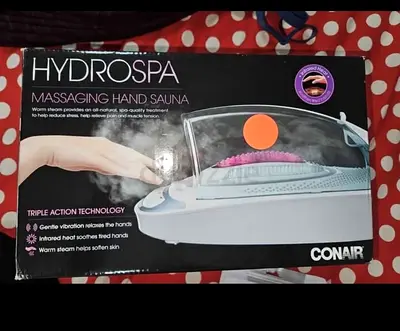 HYDROSPA
MASSAGING HAND SAUNA
Warm steam provides an all-natural, spa-quality treatment
to help reduce stress, help relieve pain and muscle tension.
Infrared Heat
TRIPLE ACTION TECHNOLOGY
Gentle vibration relaxes the hands
Infrared heat soothes tired hands
Warm steam helps soften skin
CONAIR